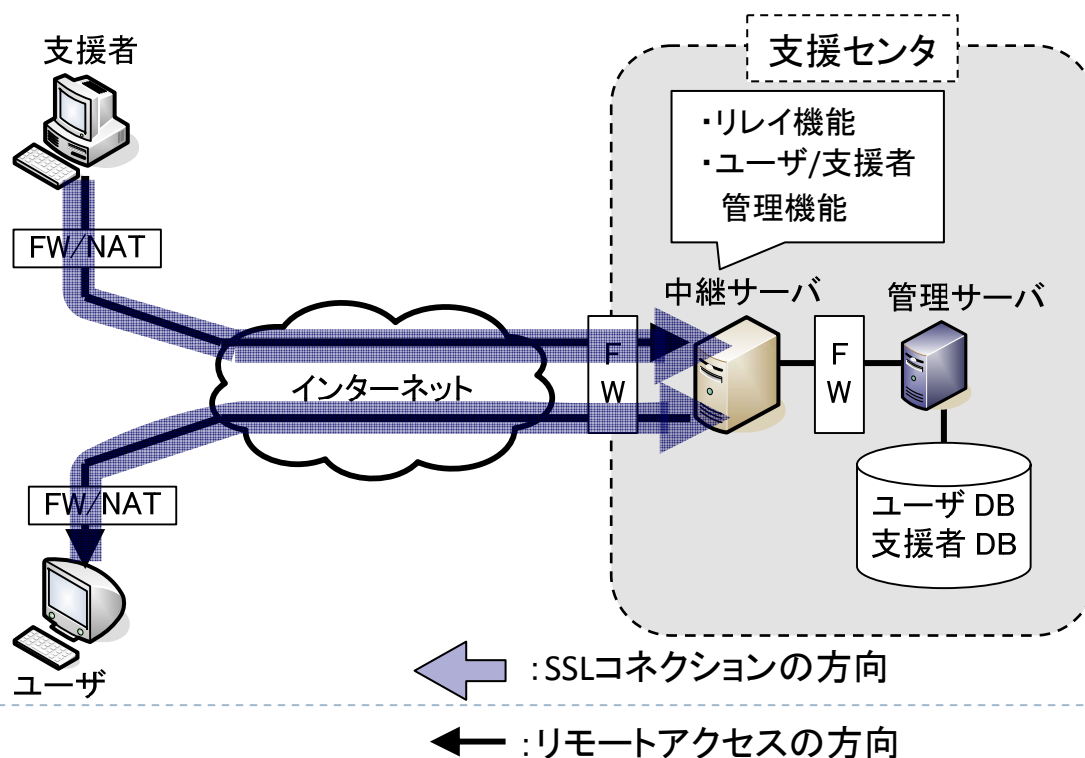 支援者
支援センタ
・リレイ機能
・ユーザ/支援者
管理機能
FW/NAT
中継サーバ
管理サーバ
インターネット
F
W
F
W
FW/NAT
ユーザ DB
支援者 DB
ユーザ
:SSLコネクションの方向
:リモートアクセスの方向